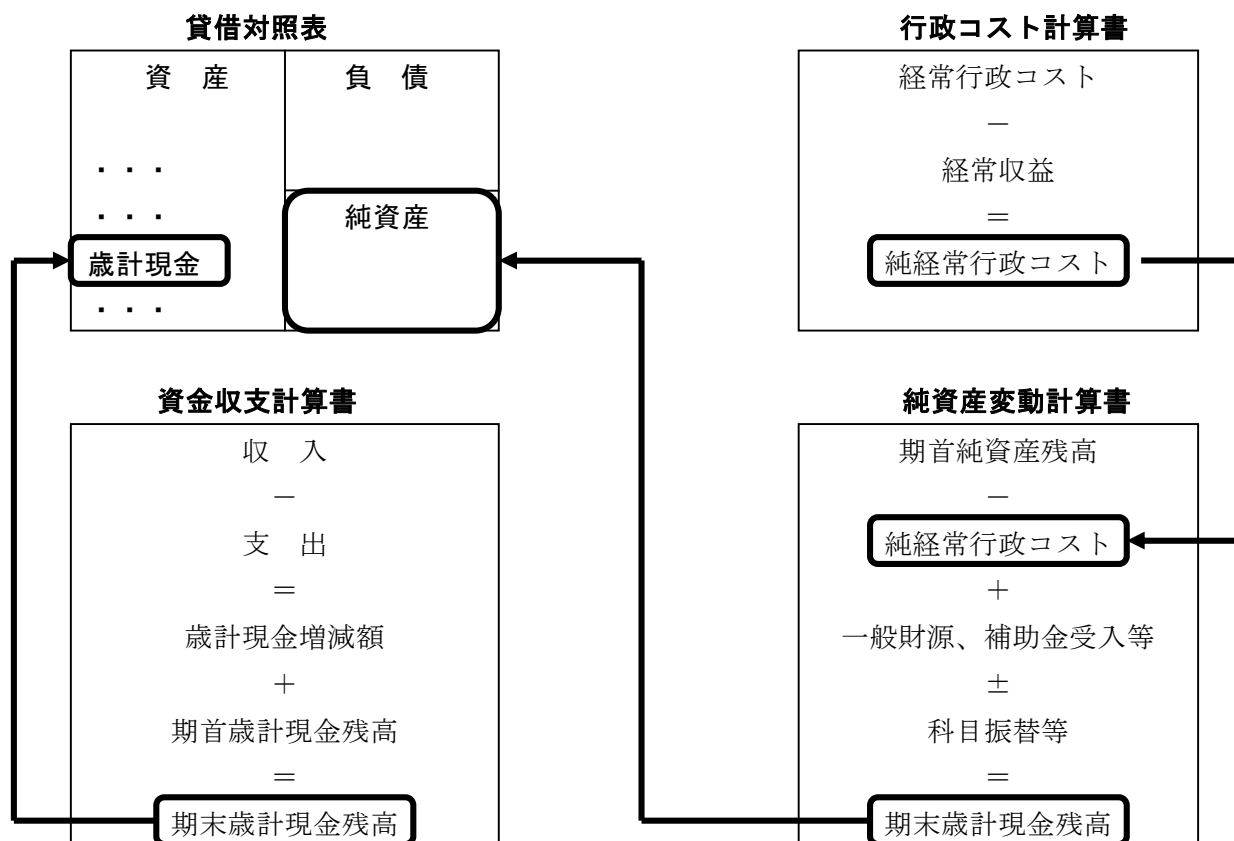 貸借対照表
資　産
負　債
・・・
・・・
純資産
歳計現金
・・・
行政コスト計算書
経常行政コスト
－
経常収益
＝
純経常行政コスト
資金収支計算書
収　入
－
支　出
＝
歳計現金増減額
＋
期首歳計現金残高
＝
期末歳計現金残高
純資産変動計算書
期首純資産残高
－
純経常行政コスト
＋
一般財源、補助金受入等
±
科目振替等
＝
期末歳計現金残高